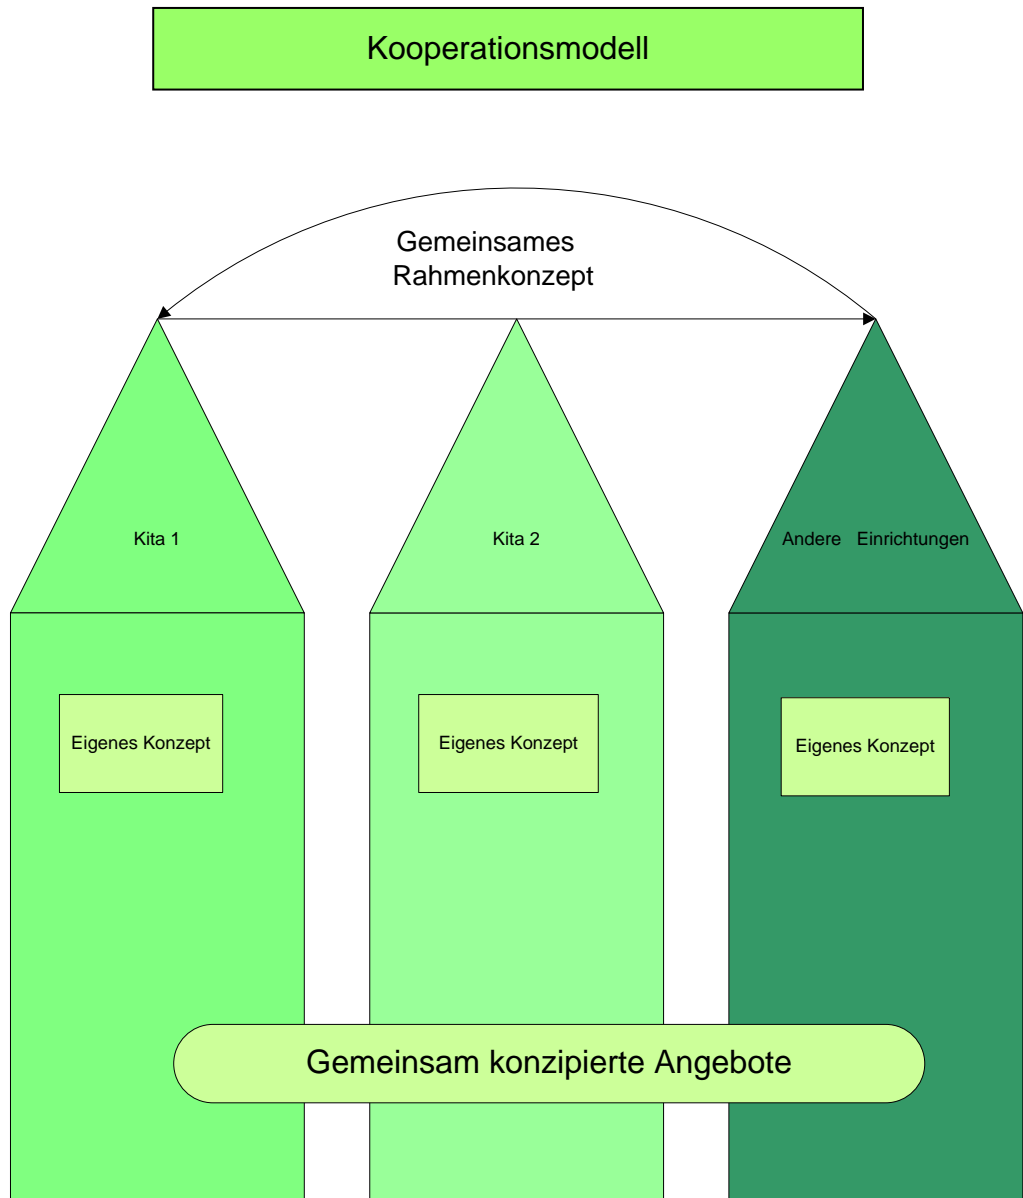 Kooperationsmodell
Gemeinsames
Rahmenkonzept
Kita 1
Kita 2
Andere Einrichtungen
Eigenes Konzept
Eigenes Konzept
Eigenes Konzept
Gemeinsam konzipierte Angebote